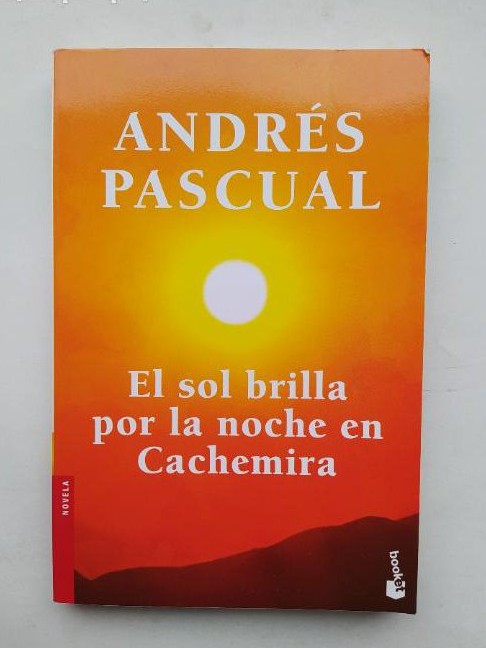 ANDRÉS
PASCUAL
El sol brilla
por la noche en
Cachemira
NOVELA
booket